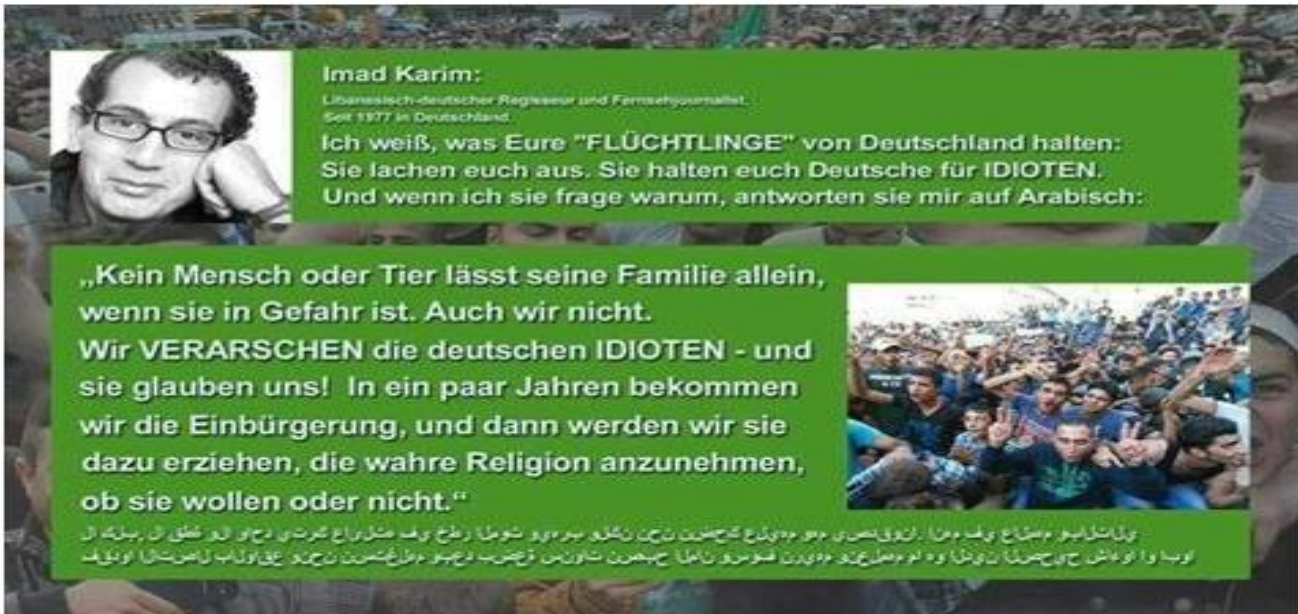 Imad Karim:
Libanesisch-deutscher Regisseur und Fernsehjournalist.
Seit 1977 in Deutschland
Ich weiß, was Eure "FLÜCHTLINGE" von Deutschland halten:
Sie lachen euch aus. Sie halten euch Deutsche für IDIOTEN.
Und wenn ich sie frage warum, antworten sie mir auf Arabisch:
„Kein Mensch oder Tier lässt seine Familie allein,
wenn sie in Gefahr ist. Auch wir nicht.
Wir VERARSCHEN die deutschen IDIOTEN - und
sie glauben uns! In ein paar Jahren bekommen
wir die Einbürgerung, und dann werden wir sie
dazu erziehen, die wahre Religion anzunehmen,
ob sie wollen oder nicht.“